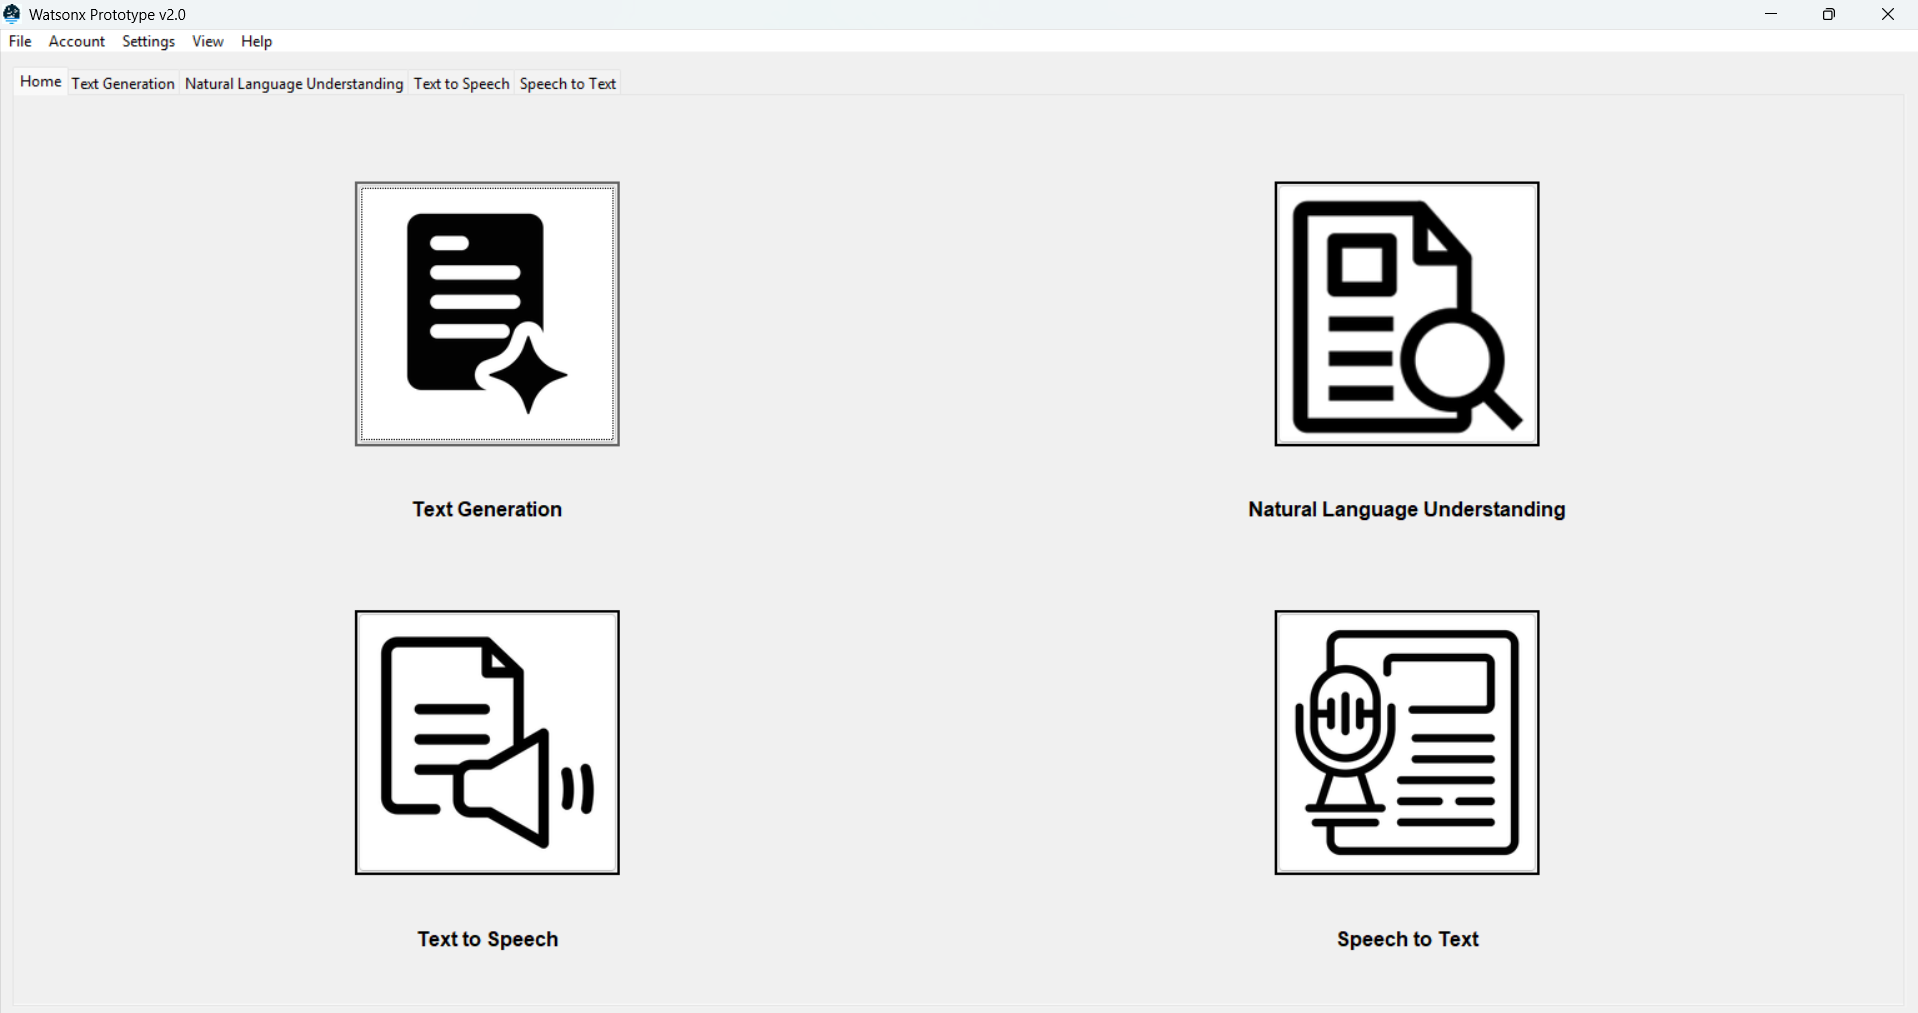 Watsonx Prototype v2.0
File Account Settings View Help
Home Text Generation Natural Language Understanding Text to Speech Speech to Text
Text Generation Natural Language Understanding
Text to Speech Speech to Text